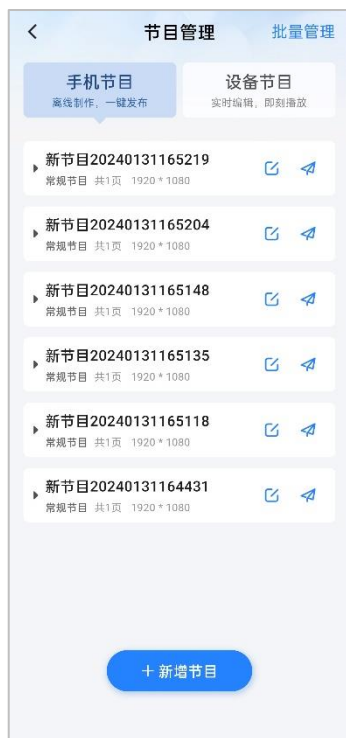 节目管理 批量管理
手机节目 设备节目
离线制作，一键发布 实时编辑，即刻播放
新节目20240131165219
常规节目 共1页 1920*1080
新节目20240131165204
常规节目 共1页 1920*1080
新节目20240131165148
常规节目 共1页 1920*1080
新节目20240131165135
常规节目 共1页 1920*1080
新节目20240131165118
常规节目 共1页 1920*1080
新节目20240131164431
常规节目 共1页 1920*1080
+ 新增节目